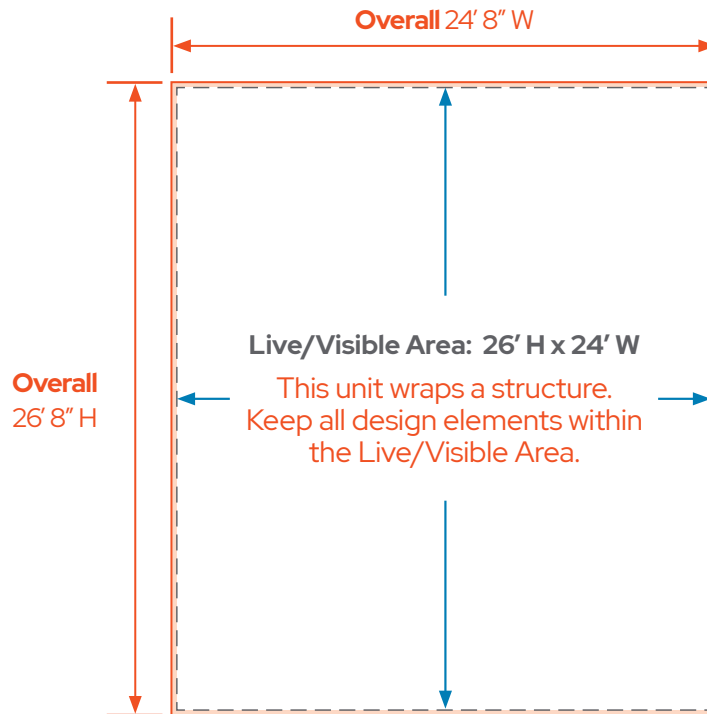 Overall 24′ 8″ W
Live/Visible Area: 26′ H x 24′ W
This unit wraps a structure.
Keep all design elements within
the Live/Visible Area.
Overall
26′ 8″ H